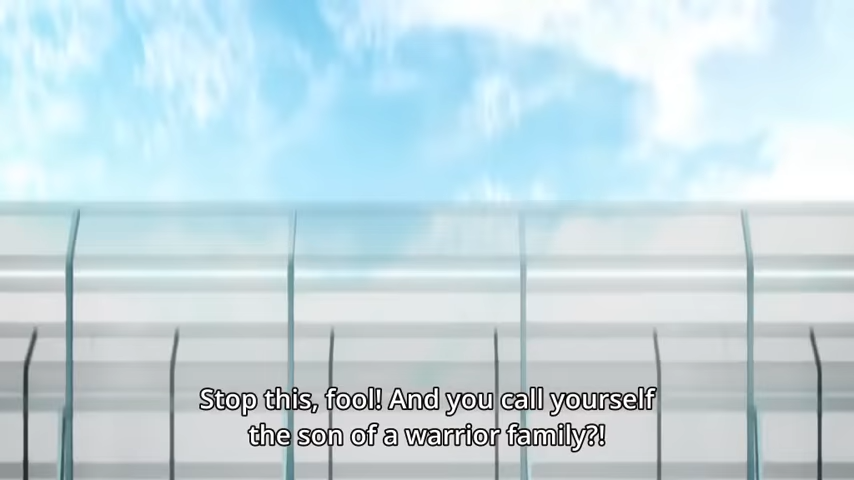 Stop this, fool! And you call yourself
the son of a warrior family?!